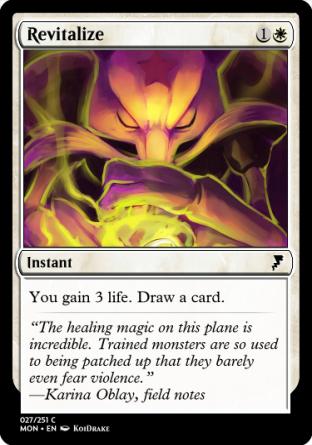 Revitalize 1
Instant
You gain 3 life. Draw a card.
“The healing magic on this plane is
incredible. Trained monsters are so used
to being patched up that they barely
even fear violence.”
—Karina Oblay, field notes
027/251 C
MON • EN KoiDrake